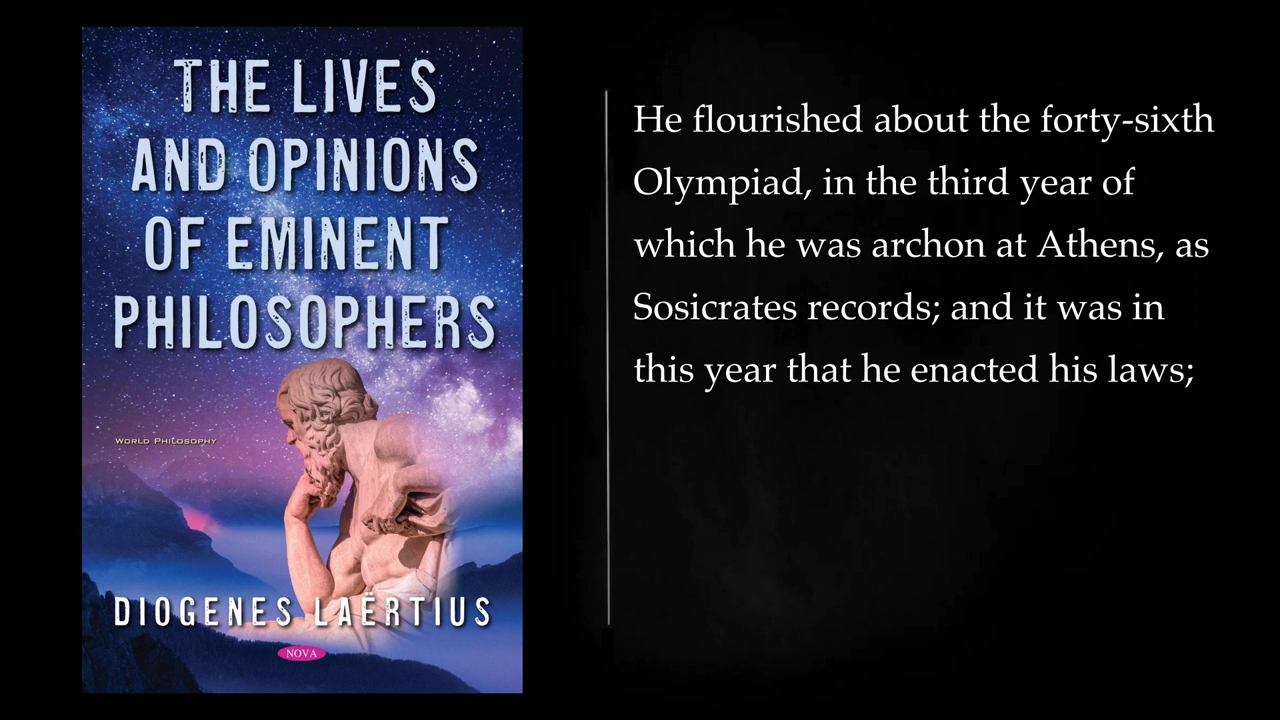 THE LIVES
AND OPINIONS
OF EMINENT
PHILOSOPHERS
WORLD PHILOSOPHY
DIOGENES LAËRTIUS
NOVA
He flourished about the forty-sixth
Olympiad, in the third year of
which he was archon at Athens, as
Sosicrates records; and it was in
this year that he enacted his laws;